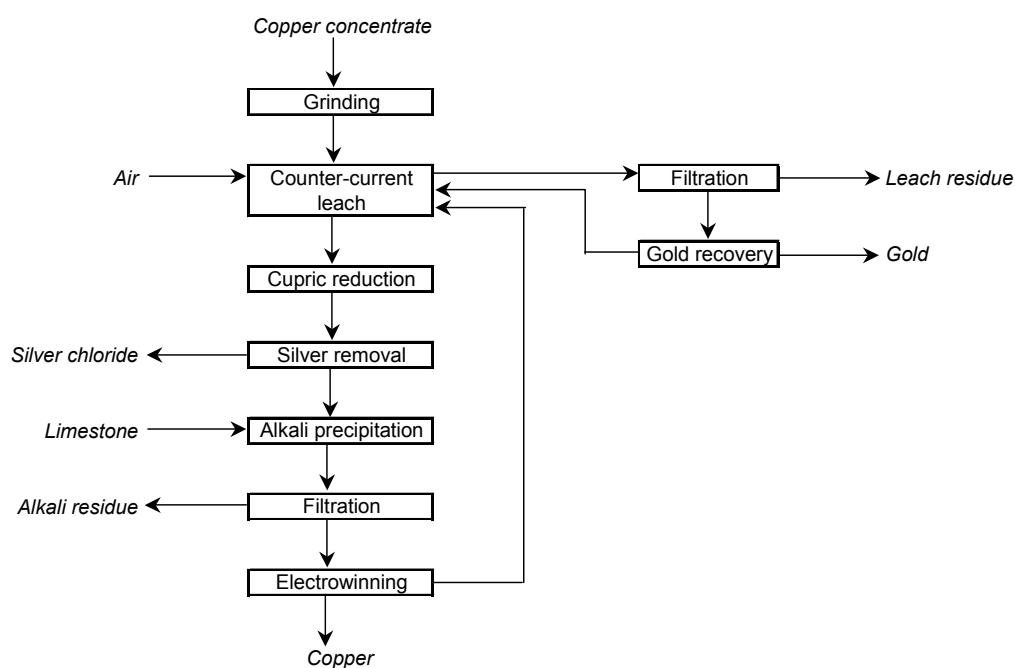 Copper concentrate
Grinding
Air
Counter-current
leach
Filtration
Leach residue
Gold recovery
Gold
Cupric reduction
Silver chloride
Silver removal
Limestone
Alkali precipitation
Alkali residue
Filtration
Electrowinning
Copper